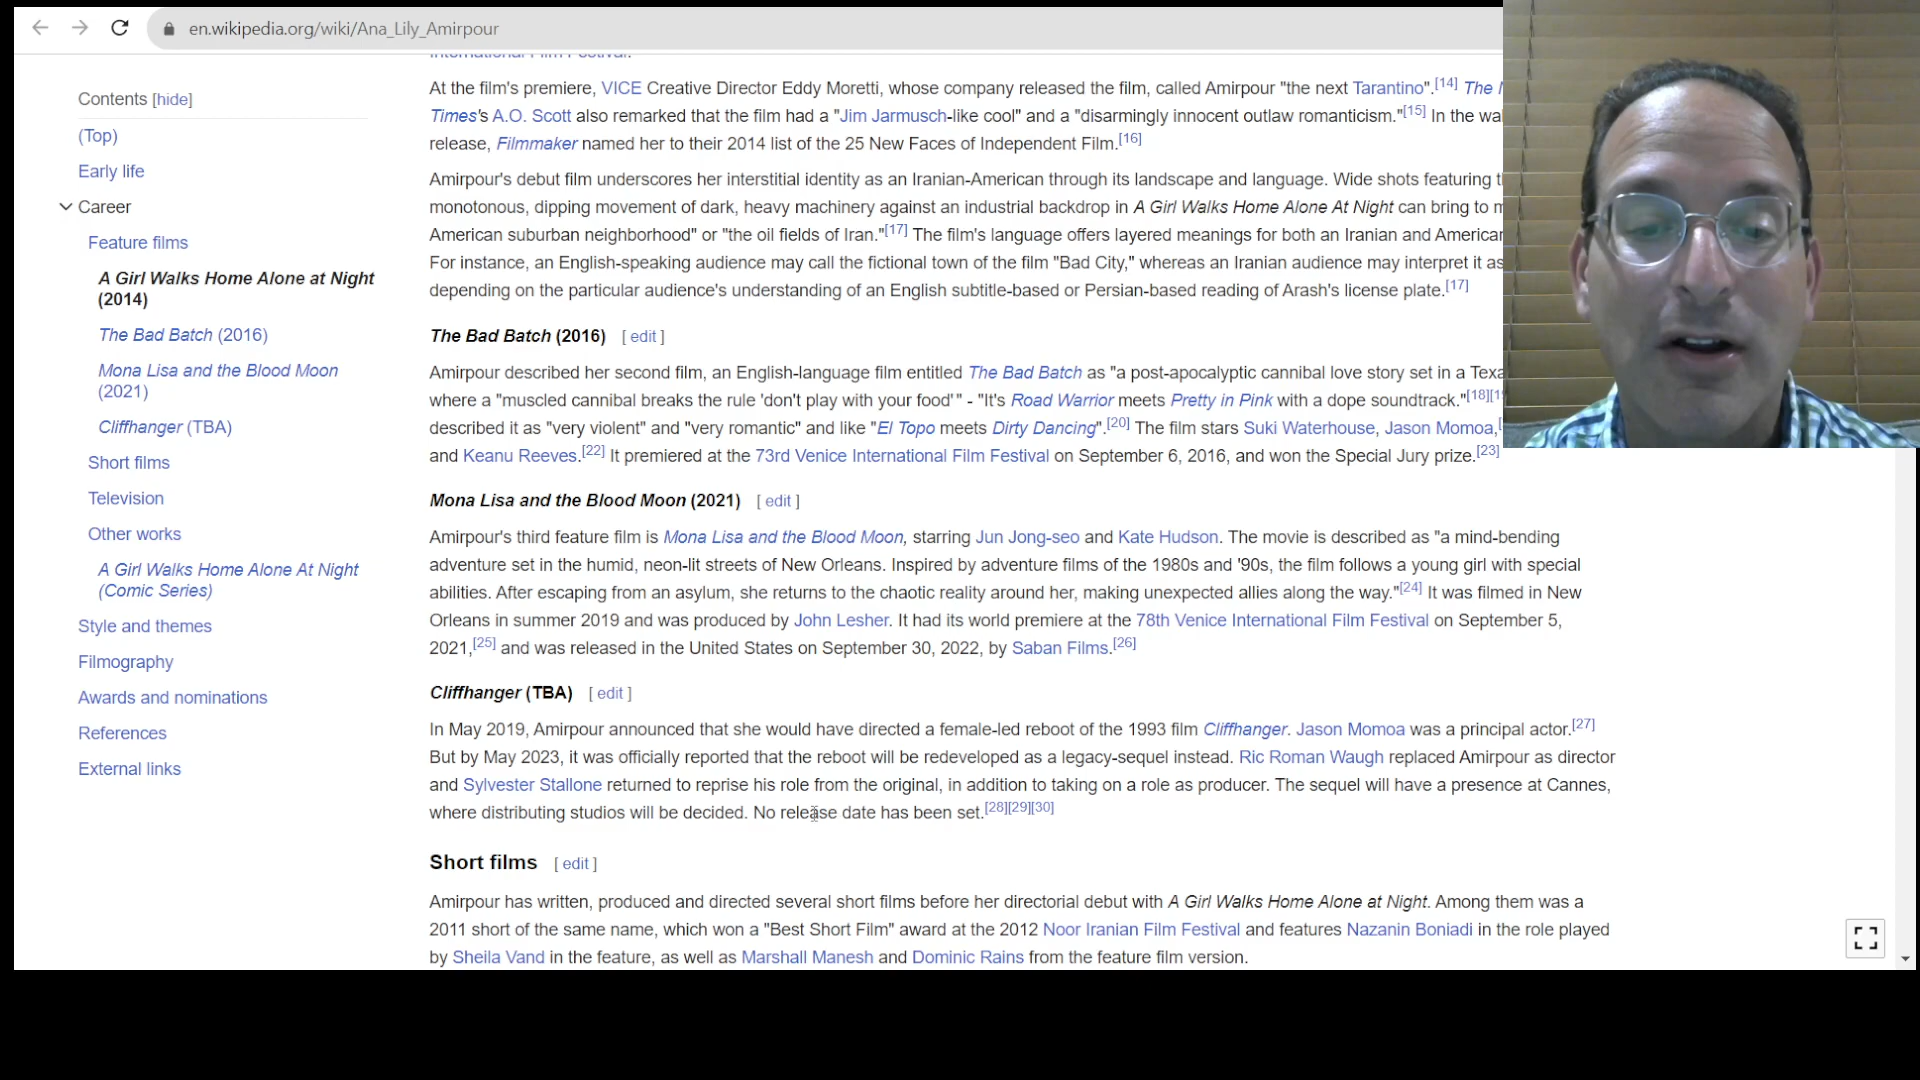 en.wikipedia.org/wiki/Ana_Lily_Amirpour
International Film Festival.
Contents [hide]
(Top)
Early life
Career
Feature films
A Girl Walks Home Alone at Night
(2014)
The Bad Batch (2016)
Mona Lisa and the Blood Moon
(2021)
Cliffhanger (TBA)
Short films
Television
Other works
A Girl Walks Home Alone At Night
(Comic Series)
Style and themes
Filmography
Awards and nominations
References
External links
At the film's premiere, VICE Creative Director Eddy Moretti, whose company released the film, called Amirpour "the next Tarantino".[14] The
Times's A.O. Scott also remarked that the film had a "Jim Jarmusch-like cool" and a "disarmingly innocent outlaw romanticism."[15] In the
release, Filmmaker named her to their 2014 list of the 25 New Faces of Independent Film.[16]
Amirpour's debut film underscores her interstitial identity as an Iranian-American through its landscape and language. Wide shots featuring
monotonous, dipping movement of dark, heavy machinery against an industrial backdrop in A Girl Walks Home Alone At Night can bring to
American suburban neighborhood" or "the oil fields of Iran."[17] The film's language offers layered meanings for both an Iranian and American
For instance, an English-speaking audience may call the fictional town of the film "Bad City," whereas an Iranian audience may interpret it as
depending on the particular audience's understanding of an English subtitle-based or Persian-based reading of Arash's license plate.[17]
The Bad Batch (2016) [ edit ]
Amirpour described her second film, an English-language film entitled The Bad Batch as "a post-apocalyptic cannibal love story set in a
where a "muscled cannibal breaks the rule 'don't play with your food'" - "It's Road Warrior meets Pretty in Pink with a dope soundtrack."[18]
described it as "very violent" and "very romantic" and like "El Topo meets Dirty Dancing".[20] The film stars Suki Waterhouse, Jason Momoa,
and Keanu Reeves.[22] It premiered at the 73rd Venice International Film Festival on September 6, 2016, and won the Special Jury prize.[23]
Mona Lisa and the Blood Moon (2021) [ edit ]
Amirpour's third feature film is Mona Lisa and the Blood Moon, starring Jun Jong-seo and Kate Hudson. The movie is described as "a mind-bending
adventure set in the humid, neon-lit streets of New Orleans. Inspired by adventure films of the 1980s and '90s, the film follows a young girl with special
abilities. After escaping from an asylum, she returns to the chaotic reality around her, making unexpected allies along the way."[24] It was filmed in New
Orleans in summer 2019 and was produced by John Lesher. It had its world premiere at the 78th Venice International Film Festival on September 5,
2021,[25] and was released in the United States on September 30, 2022, by Saban Films.[26]
Cliffhanger (TBA) [ edit ]
In May 2019, Amirpour announced that she would have directed a female-led reboot of the 1993 film Cliffhanger. Jason Momoa was a principal actor.[27]
But by May 2023, it was officially reported that the reboot will be redeveloped as a legacy-sequel instead. Ric Roman Waugh replaced Amirpour as director
and Sylvester Stallone returned to reprise his role from the original, in addition to taking on a role as producer. The sequel will have a presence at Cannes,
where distributing studios will be decided. No release date has been set.[28][29][30]
Short films [ edit ]
Amirpour has written, produced and directed several short films before her directorial debut with A Girl Walks Home Alone at Night. Among them was a
2011 short of the same name, which won a "Best Short Film" award at the 2012 Noor Iranian Film Festival and features Nazanin Boniadi in the role played
by Sheila Vand in the feature, as well as Marshall Manesh and Dominic Rains from the feature film version.